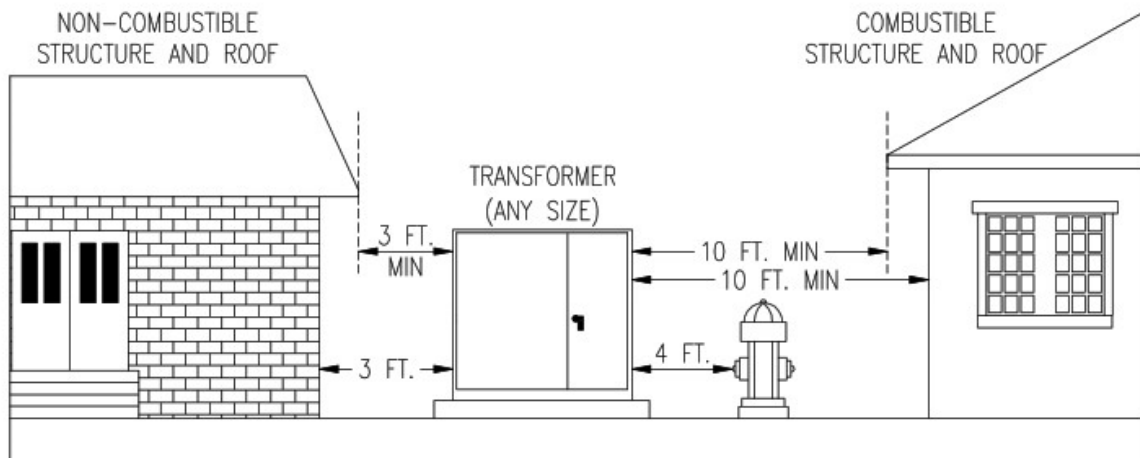 NON-COMBUSTIBLE
STRUCTURE AND ROOF
COMBUSTIBLE
STRUCTURE AND ROOF
TRANSFORMER
(ANY SIZE)
3 FT.
MIN
10 FT. MIN
10 FT. MIN
3 FT.
4 FT.